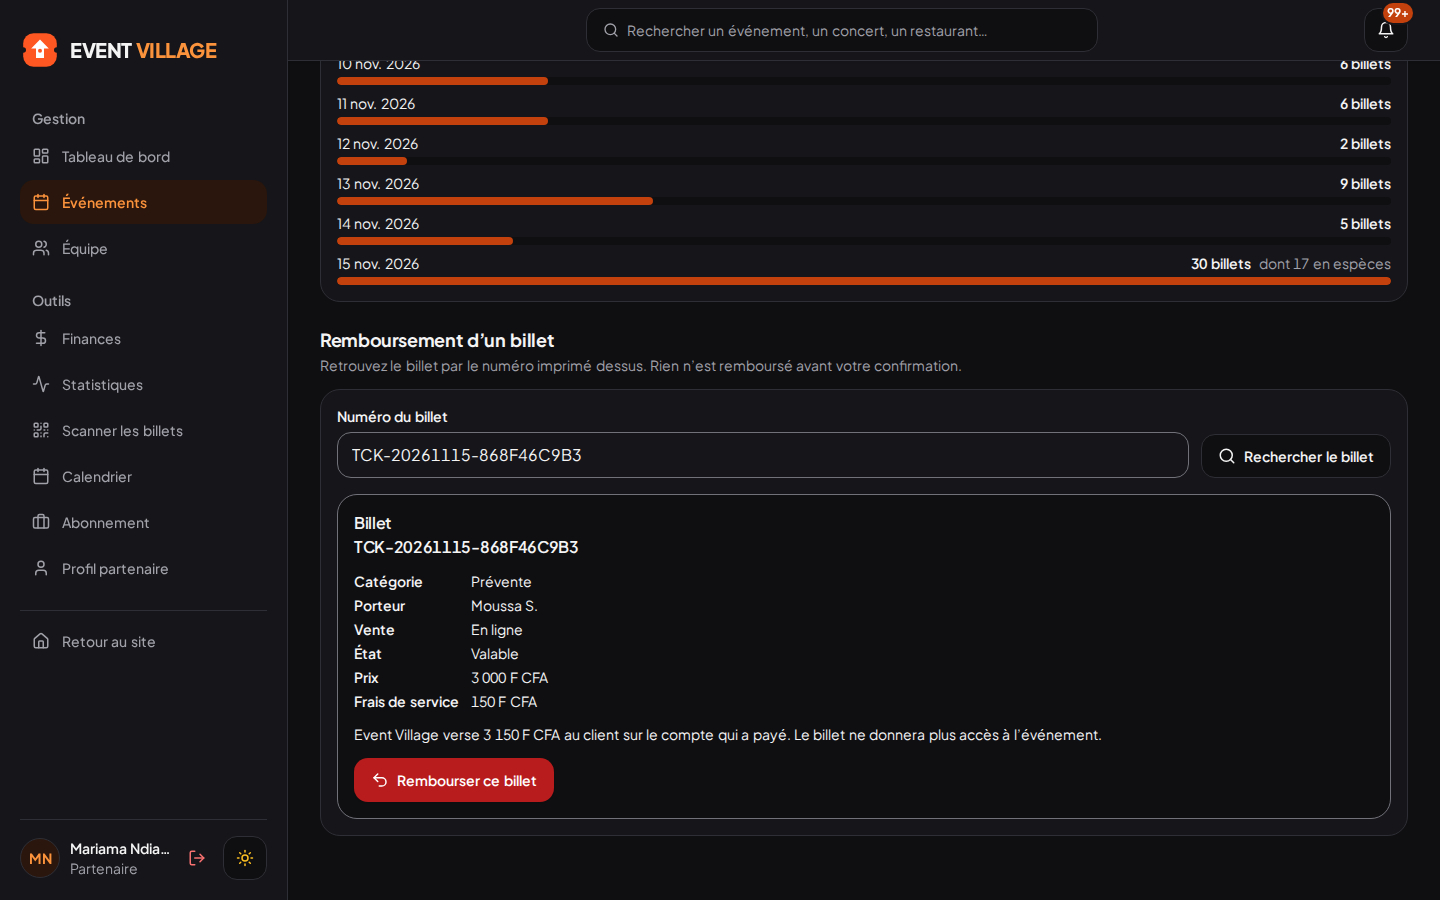 EVENT VILLAGE
Rechercher un événement, un concert, un restaurant...
99+
Gestion
Tableau de bord
Événements
Équipe
Outils
Finances
Statistiques
Scanner les billets
Calendrier
Abonnement
Profil partenaire
Retour au site
MN
Mariama Ndia...
Partenaire
10 nov. 2026 6 billets
11 nov. 2026 6 billets
12 nov. 2026 2 billets
13 nov. 2026 9 billets
14 nov. 2026 5 billets
15 nov. 2026 30 billets dont 17 en espèces
Remboursement d’un billet
Retrouvez le billet par le numéro imprimé dessus. Rien n’est remboursé avant votre confirmation.
Numéro du billet
TCK-20261115-868F46C9B3 Rechercher le billet
Billet
TCK-20261115-868F46C9B3
Catégorie Prévente
Porteur Moussa S.
Vente En ligne
État Valable
Prix 3 000 F CFA
Frais de service 150 F CFA
Event Village verse 3 150 F CFA au client sur le compte qui a payé. Le billet ne donnera plus accès à l’événement.
Rembourser ce billet